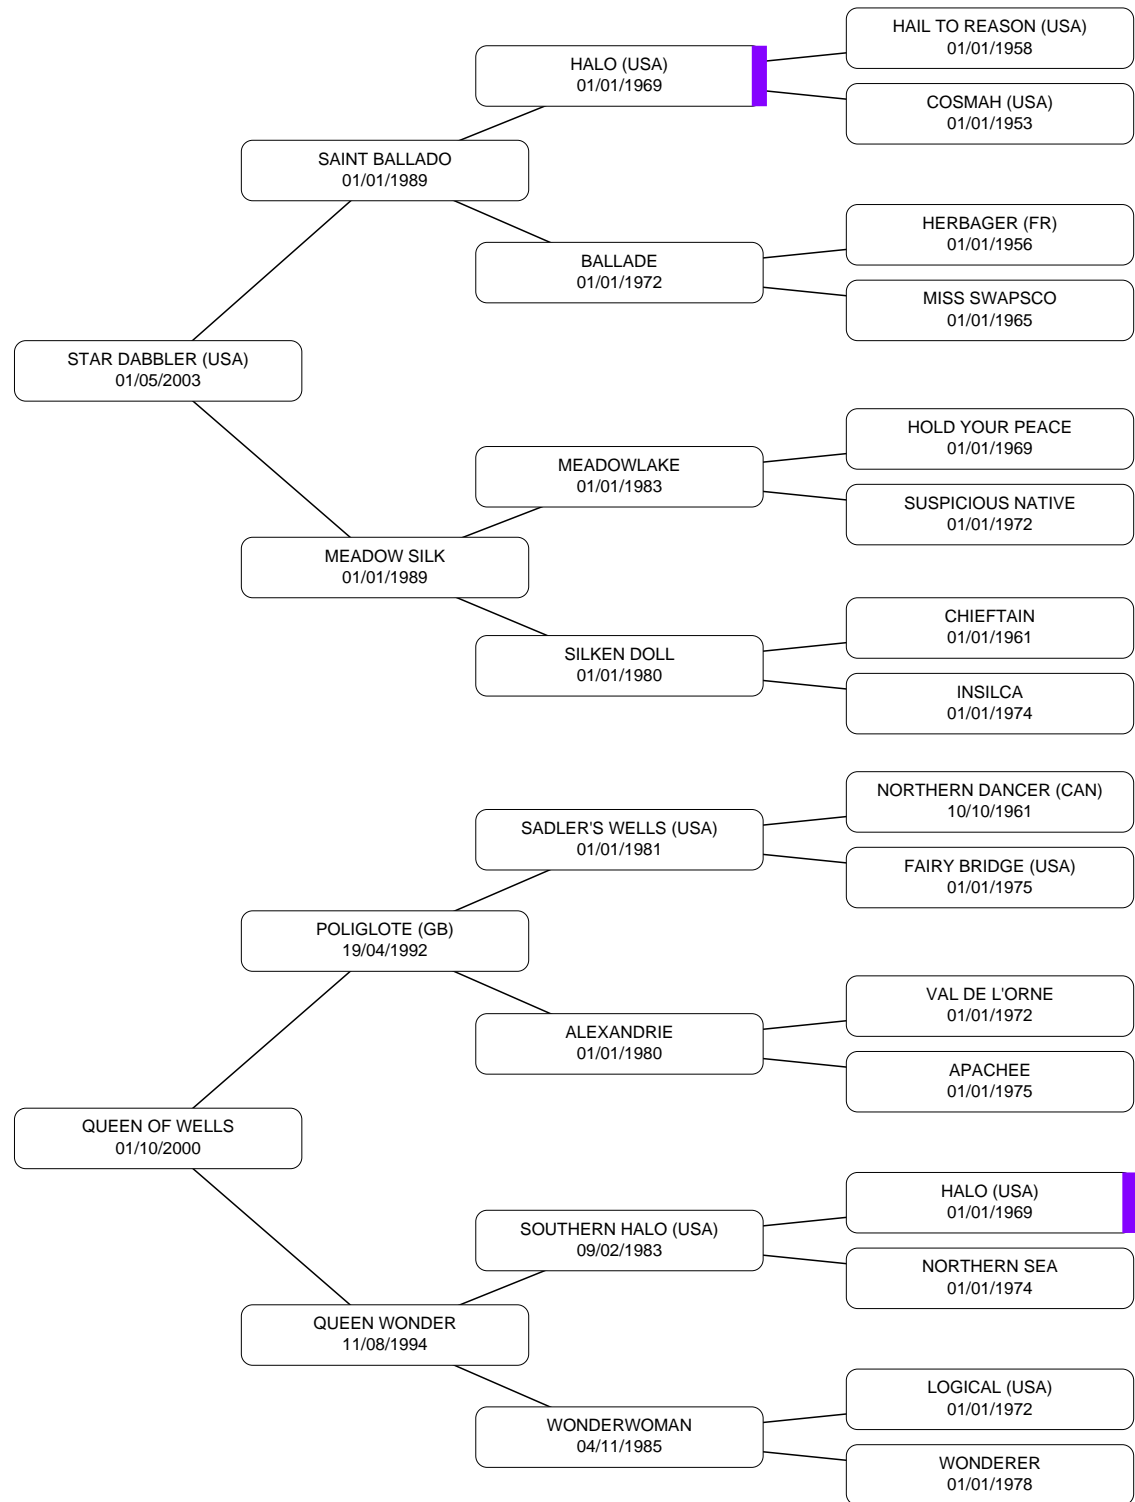 HAIL TO REASON (USA)
01/01/1958
HALO (USA)
01/01/1969
COSMAH (USA)
01/01/1953
SAINT BALLADO
01/01/1989
HERBAGER (FR)
01/01/1956
BALLADE
01/01/1972
MISS SWAPSCO
01/01/1965
STAR DABBLER (USA)
01/05/2003
HOLD YOUR PEACE
01/01/1969
MEADOWLAKE
01/01/1983
SUSPICIOUS NATIVE
01/01/1972
MEADOW SILK
01/01/1989
CHIEFTAIN
01/01/1961
SILKEN DOLL
01/01/1980
INSILCA
01/01/1974
NORTHERN DANCER (CAN)
10/10/1961
SADLER'S WELLS (USA)
01/01/1981
FAIRY BRIDGE (USA)
01/01/1975
POLIGLOTE (GB)
19/04/1992
VAL DE L'ORNE
01/01/1972
ALEXANDRIE
01/01/1980
APACHEE
01/01/1975
QUEEN OF WELLS
01/10/2000
HALO (USA)
01/01/1969
SOUTHERN HALO (USA)
09/02/1983
NORTHERN SEA
01/01/1974
QUEEN WONDER
11/08/1994
LOGICAL (USA)
01/01/1972
WONDERWOMAN
04/11/1985
WONDERER
01/01/1978